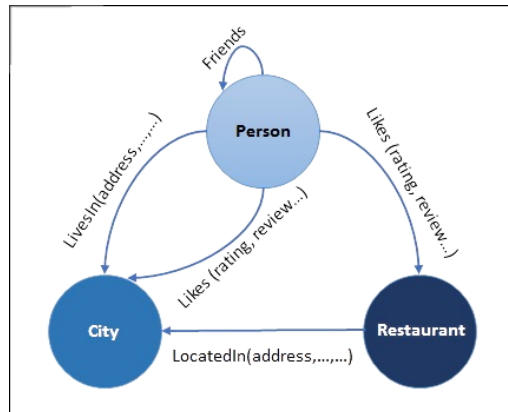 Friends
Person
LivesIn(address,...,...)
Likes (rating, review...)
Likes (rating, review...)
City
Restaurant
LocatedIn(address,...,...)